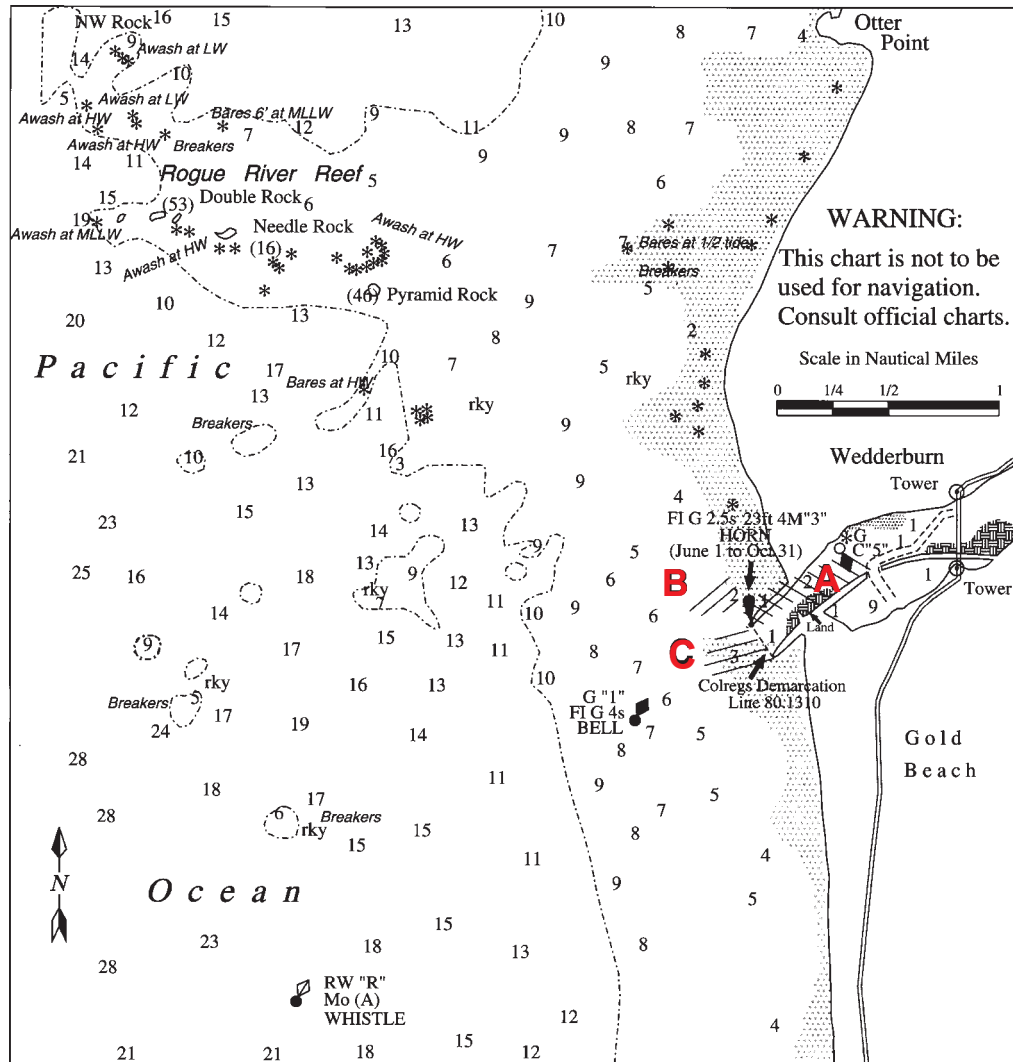 NW Rock 16 15 13 10 8 7 4 Otter
Point
9 Awash at LW
14 10 9
5 Awash at LW
Awash at HW Bares 6' at MLLW 9
Awash at HW Breakers 7 12 11 9 8 7
14 11 9
Rogue River Reef 5 6
15 (53) Double Rock 6
19 Needle Rock Awash at HW WARNING:
Awash at MLLW Awash at HW (16) 7 7 Bares at 1/2 tide
13 6 Breakers This chart is not to be
10 (46) Pyramid Rock 9 5 used for navigation.
20 13 Consult official charts.
12 8 2
Pacific 17 10 7 5 rky Scale in Nautical Miles
Bares at HW 0 1/4 1/2 1
12 13 11 rky
Breakers 9
21 10 16 3 Wedderburn
13 9 Tower
23 15 14 13 4
FI G 2.5s 23ft 4M"3"
HORN
(June 1 to Oct.31)
G
C"5"
1 1
9 5
25 16 18 13 9 12 6 B A 1 Tower
rky 7 11 2 1 2
14 10 9 6 1 9
Land
9 17 15 13 11 8 C 1
3
rky 16 13 10 7 Colregs Demarcation
Line 80.1310
Breakers 5 17 19 G "1" 6
FI G 4s
BELL
24 14 7 5 Gold
Beach
28 8
18 11 9 5
28 6 17 Breakers 7
rky 15 15 8
N 11 4
Ocean 9 5
15
23 18 13 8
28
RW "R"
Mo (A)
WHISTLE
12 4
21 21 18 15 12